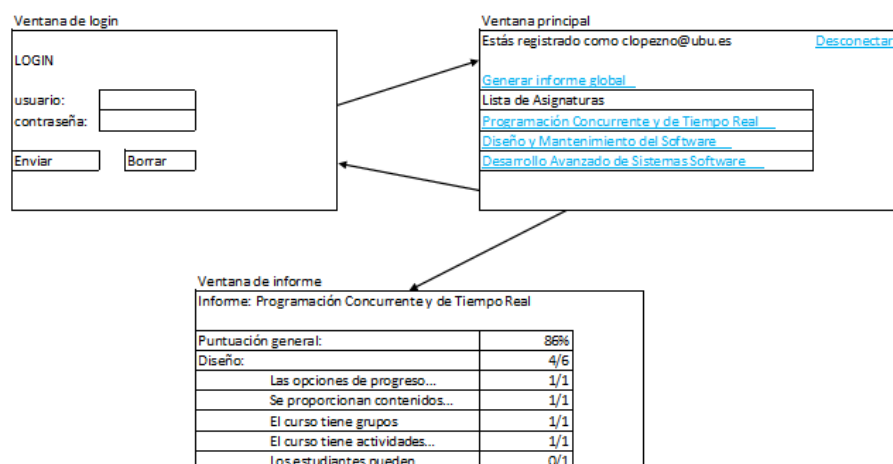 Ventana de login
LOGIN
usuario:
contraseña:
Enviar Borrar
Ventana principal
Estás registrado como clopezno@ubu.es Desconectar
Generar informe global
Lista de Asignaturas
Programación Concurrente y de Tiempo Real
Diseño y Mantenimiento del Software
Desarrollo Avanzado de Sistemas Software
Ventana de informe
Informe: Programación Concurrente y de Tiempo Real
Puntuación general: 86%
Diseño: 4/6
Las opciones de progreso... 1/1
Se proporcionan contenidos... 1/1
El curso tiene grupos 1/1
El curso tiene actividades... 1/1
Los estudiantes pueden 0/1